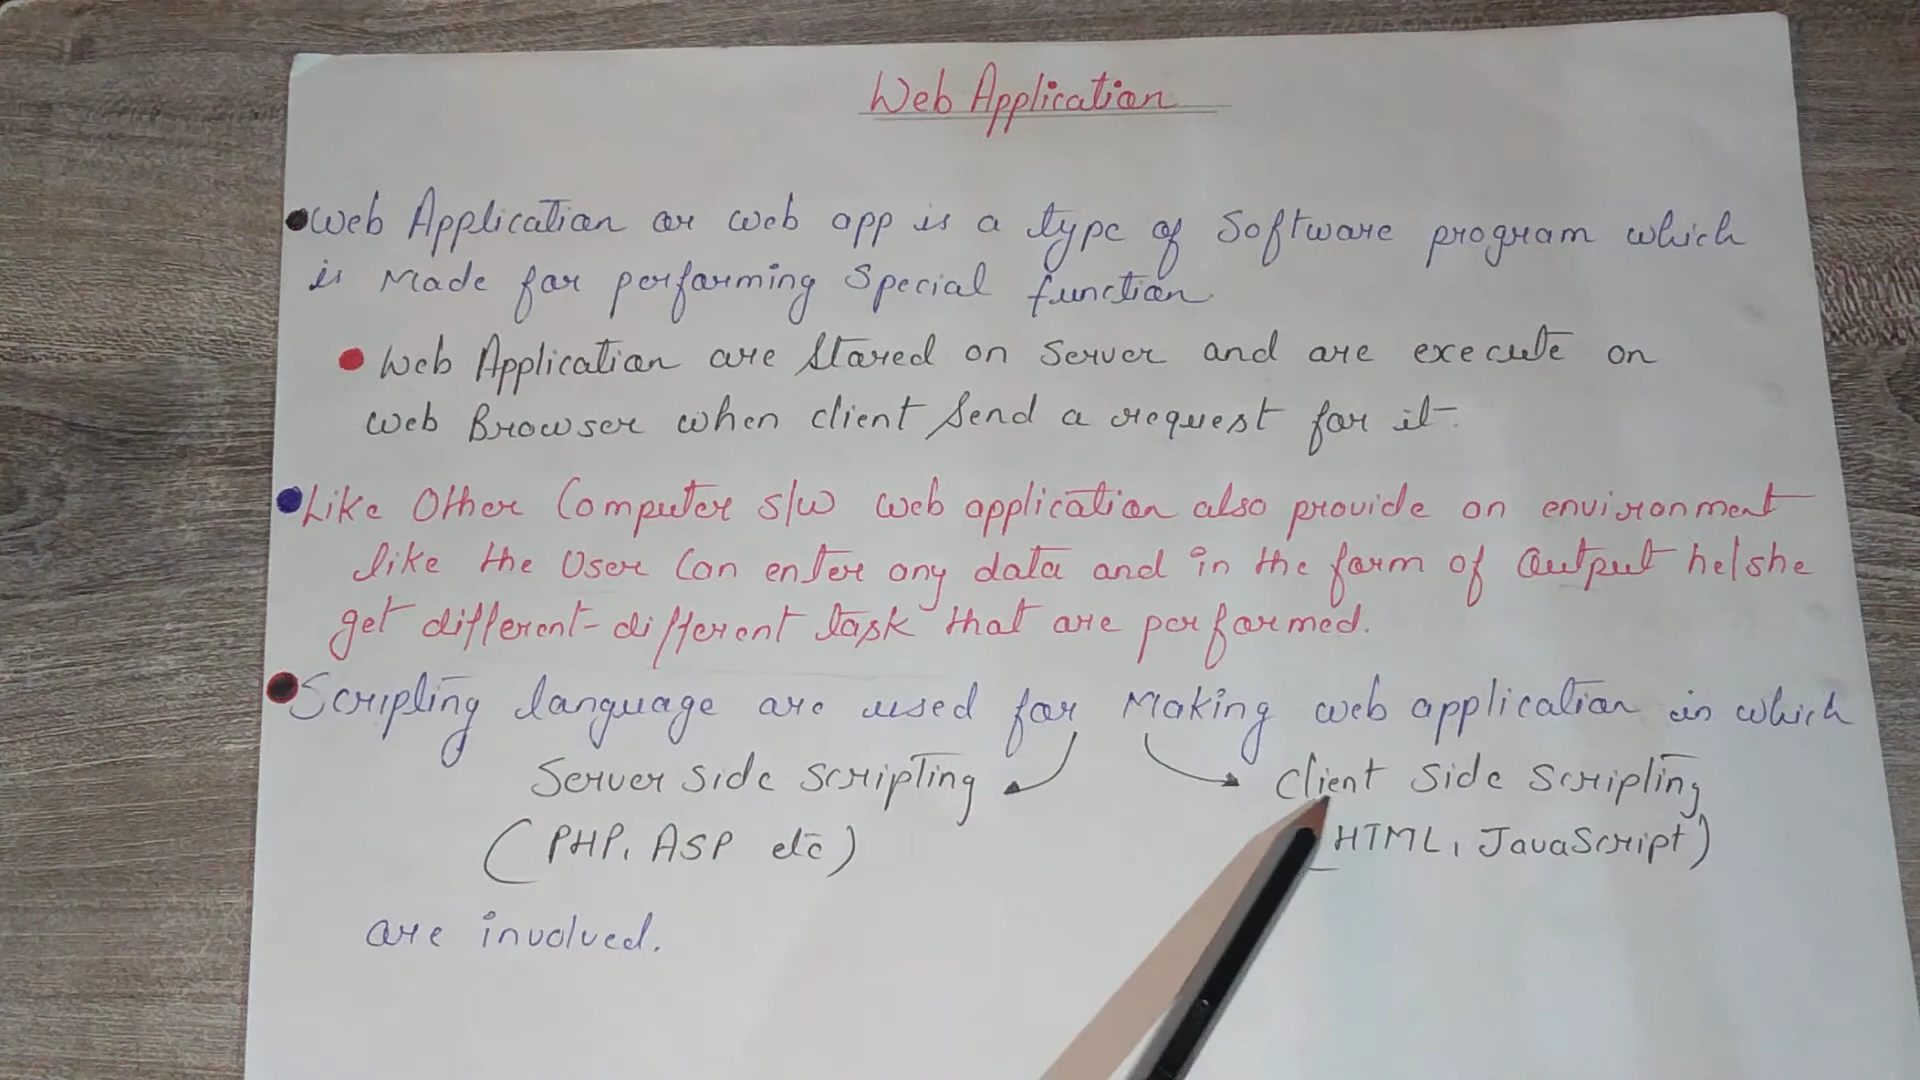 Web Application
Web Application or web app is a type of Software program which
is Made for performing Special function.
Web Application are stored on Server and are execute on
Web Browser when client send a request for it.
Like Other Computer s/w web application also provide an environment
like the User Can enter any data and in the form of Output he/she
get different-different task that are performed.
Scripting language are used for Making web application in which
Server side scripting
Client Side Scripting
(PHP, ASP etc)
(HTML, JavaScript)
are involved.